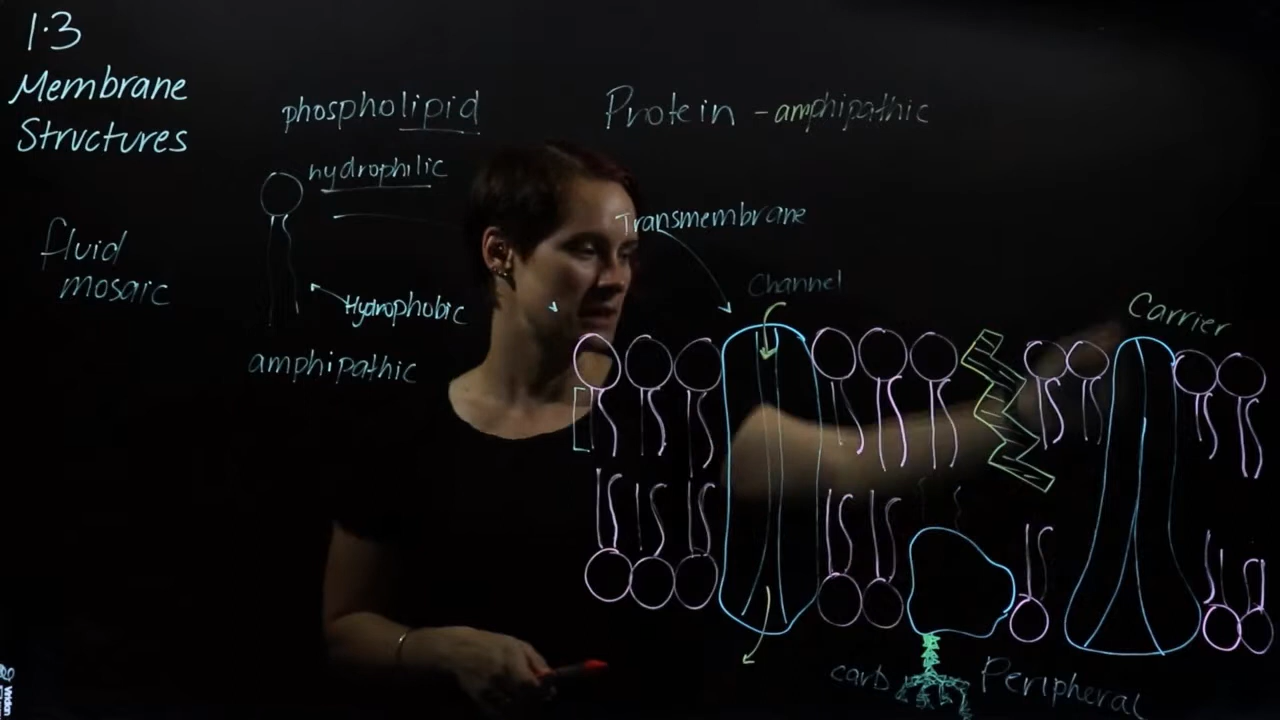 1.3
Membrane
Structures
fluid
mosaic
phospholipid
hydrophilic
Hydrophobic
amphipathic
Protein - amphipathic
Transmembrane
Channel
Carrier
carb
Peripheral